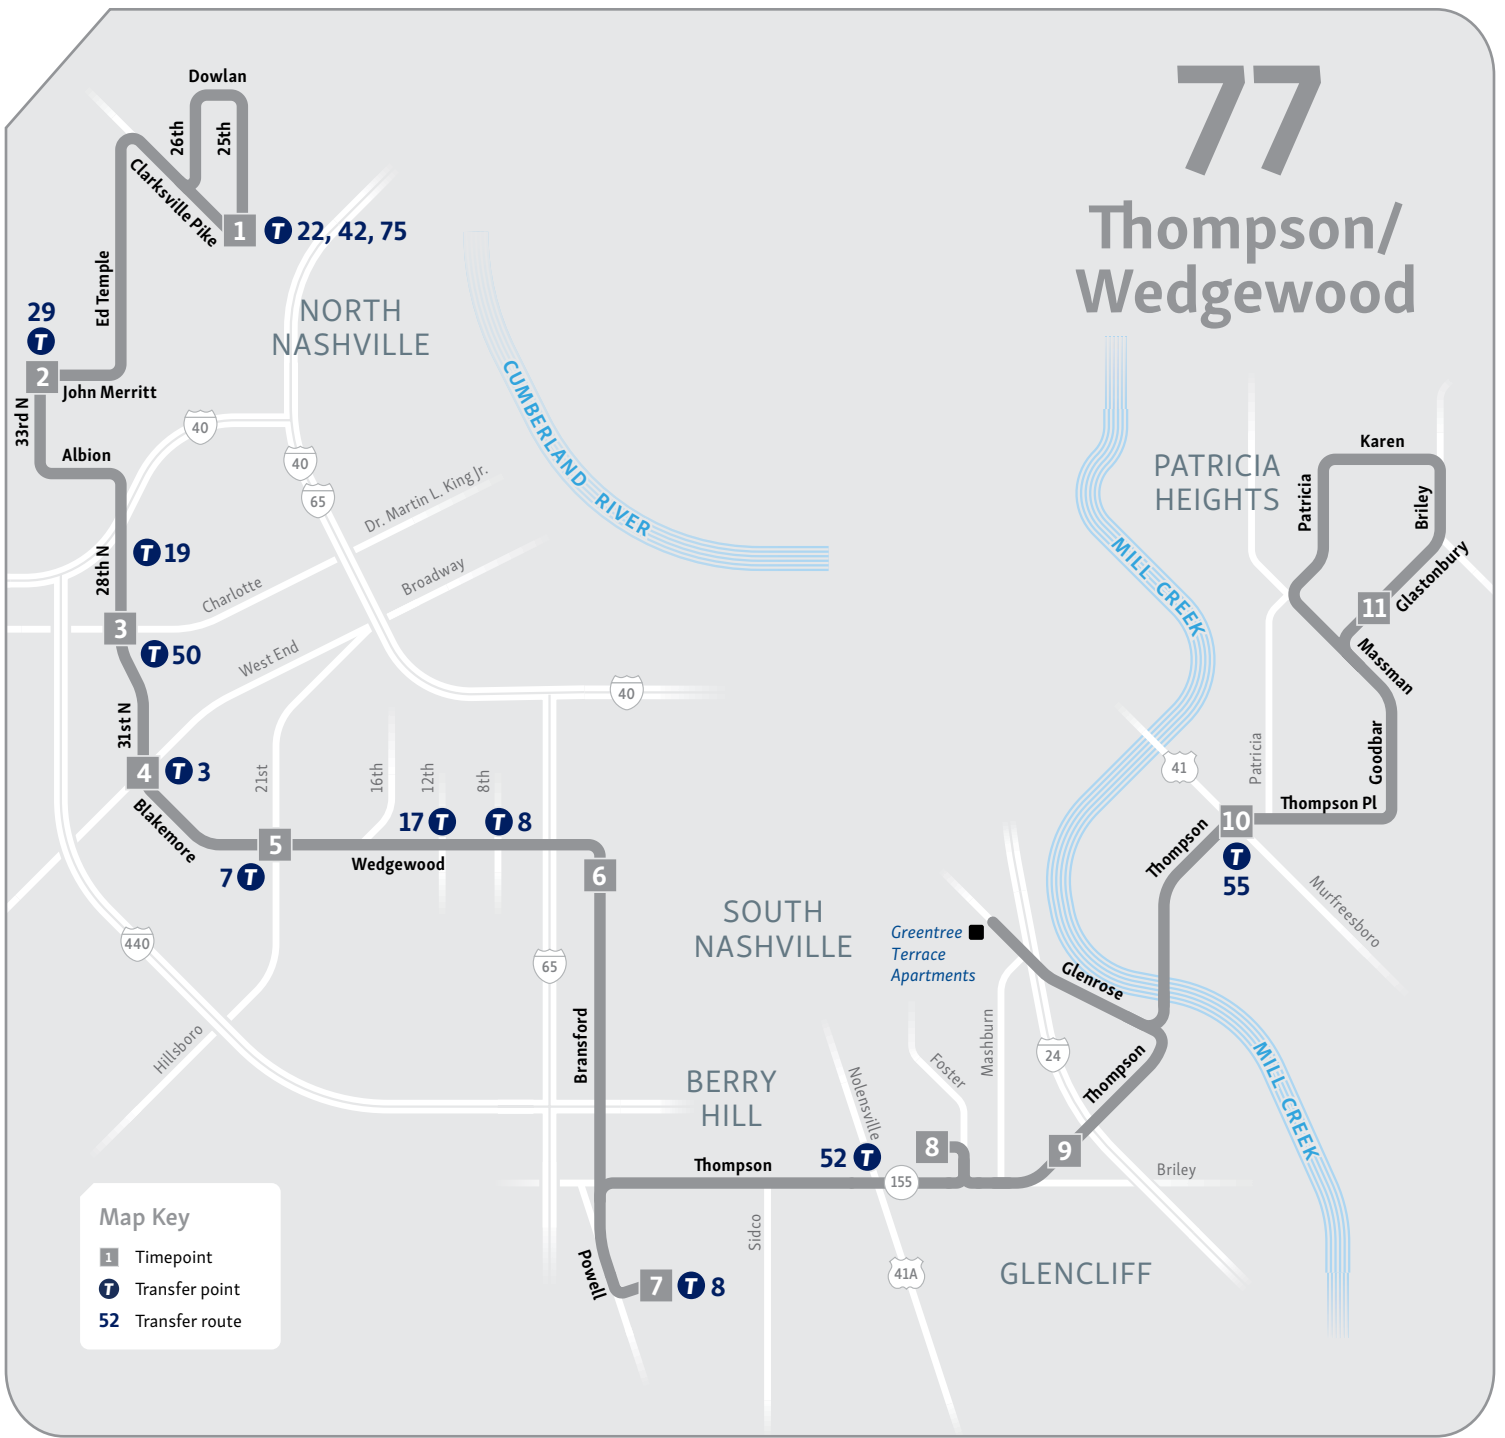 77
Thompson/
Wedgewood
Dowlan
26th
25th
Clarksville Pike
1
T 22, 42, 75
Ed Temple
NORTH
NASHVILLE
29
T
2
John Merritt
33rd N
Albion
40
40
65
Dr. Martin L. King Jr.
CUMBERLAND RIVER
28th N
T 19
Charlotte
Broadway
3
T 50
West End
40
31st N
4
T 3
Blakemore
21st
16th
12th
8th
17 T
T 8
5
7 T
Wedgewood
6
440
65
Hillsboro
Bransford
SOUTH
NASHVILLE
BERRY
HILL
Greentree
Terrace
Apartments
Glenrose
Mashburn
Foster
Nolensville
24
Thompson
52 T
8
9
Thompson
155
Briley
Sidco
Powell
7
T 8
41A
GLENCLIFF
MILL CREEK
MILL CREEK
PATRICIA
HEIGHTS
Karen
Patricia
Briley
Glastonbury
11
Massman
Goodbar
41
Patricia
Thompson Pl
10
T
55
Thompson
Murfreesboro
Map Key
1 Timepoint
T Transfer point
52 Transfer route